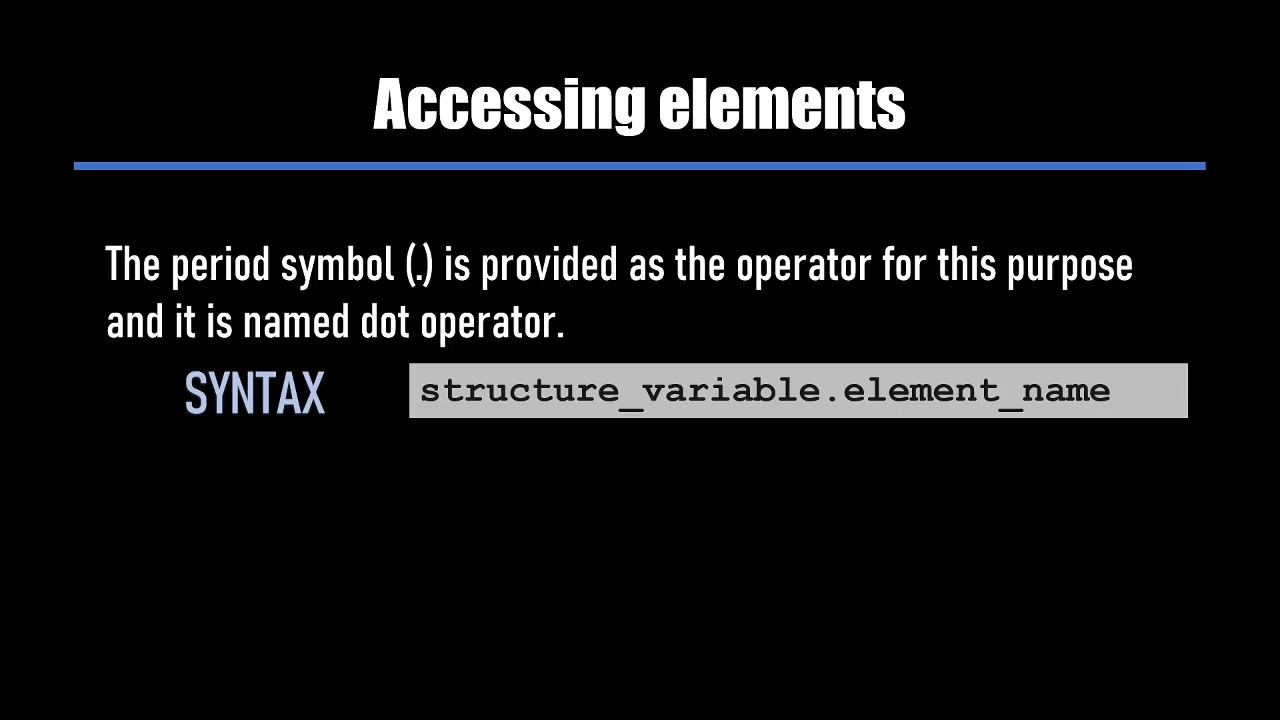 Accessing elements
The period symbol (.) is provided as the operator for this purpose
and it is named dot operator.
SYNTAX structure_variable.element_name